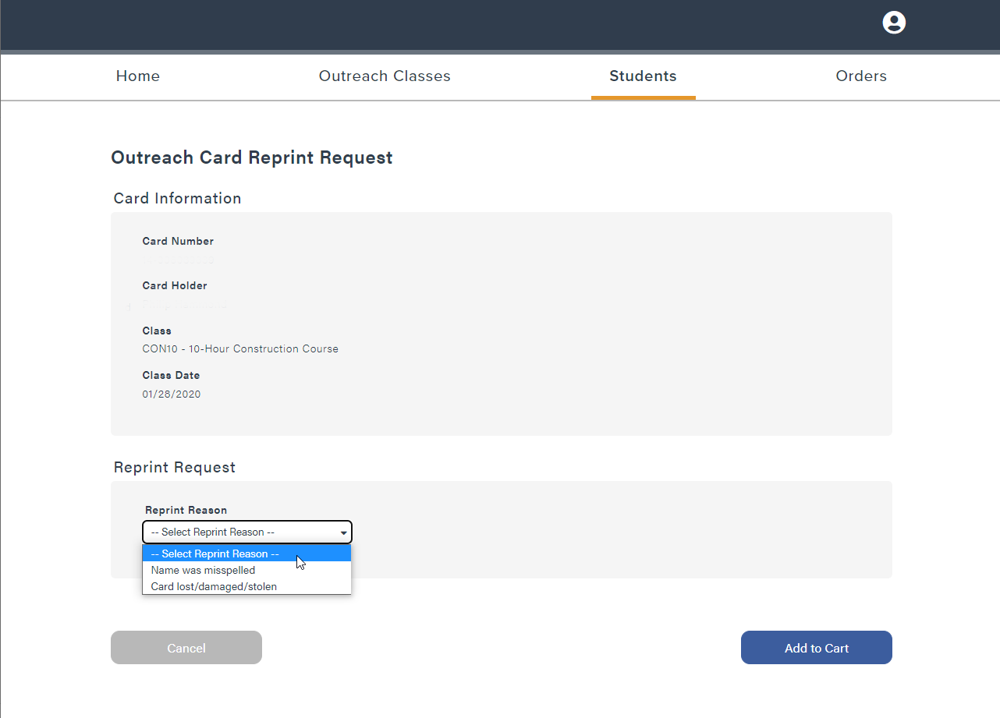 Home Outreach Classes Students Orders
Outreach Card Reprint Request
Card Information
Card Number
Card Holder
Class
CON10 - 10-Hour Construction Course
Class Date
01/28/2020
Reprint Request
Reprint Reason
-- Select Reprint Reason --
-- Select Reprint Reason --
Name was misspelled
Card lost/damaged/stolen
Cancel Add to Cart